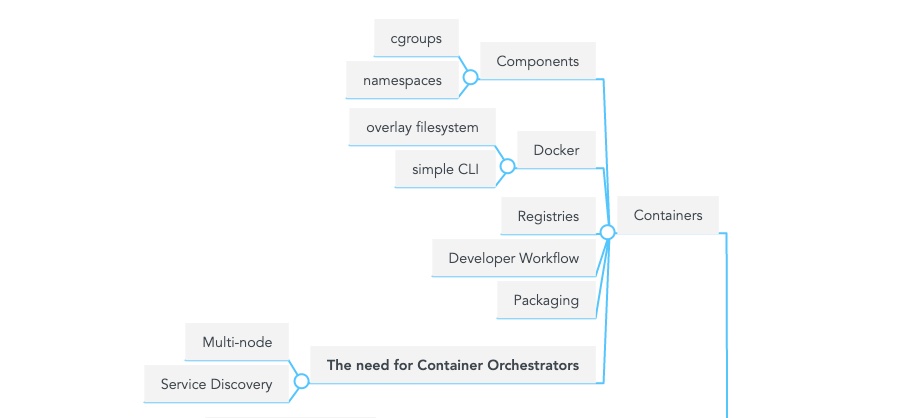 cgroups
Components
namespaces
overlay filesystem
Docker
simple CLI
Registries
Containers
Developer Workflow
Packaging
Multi-node
The need for Container Orchestrators
Service Discovery